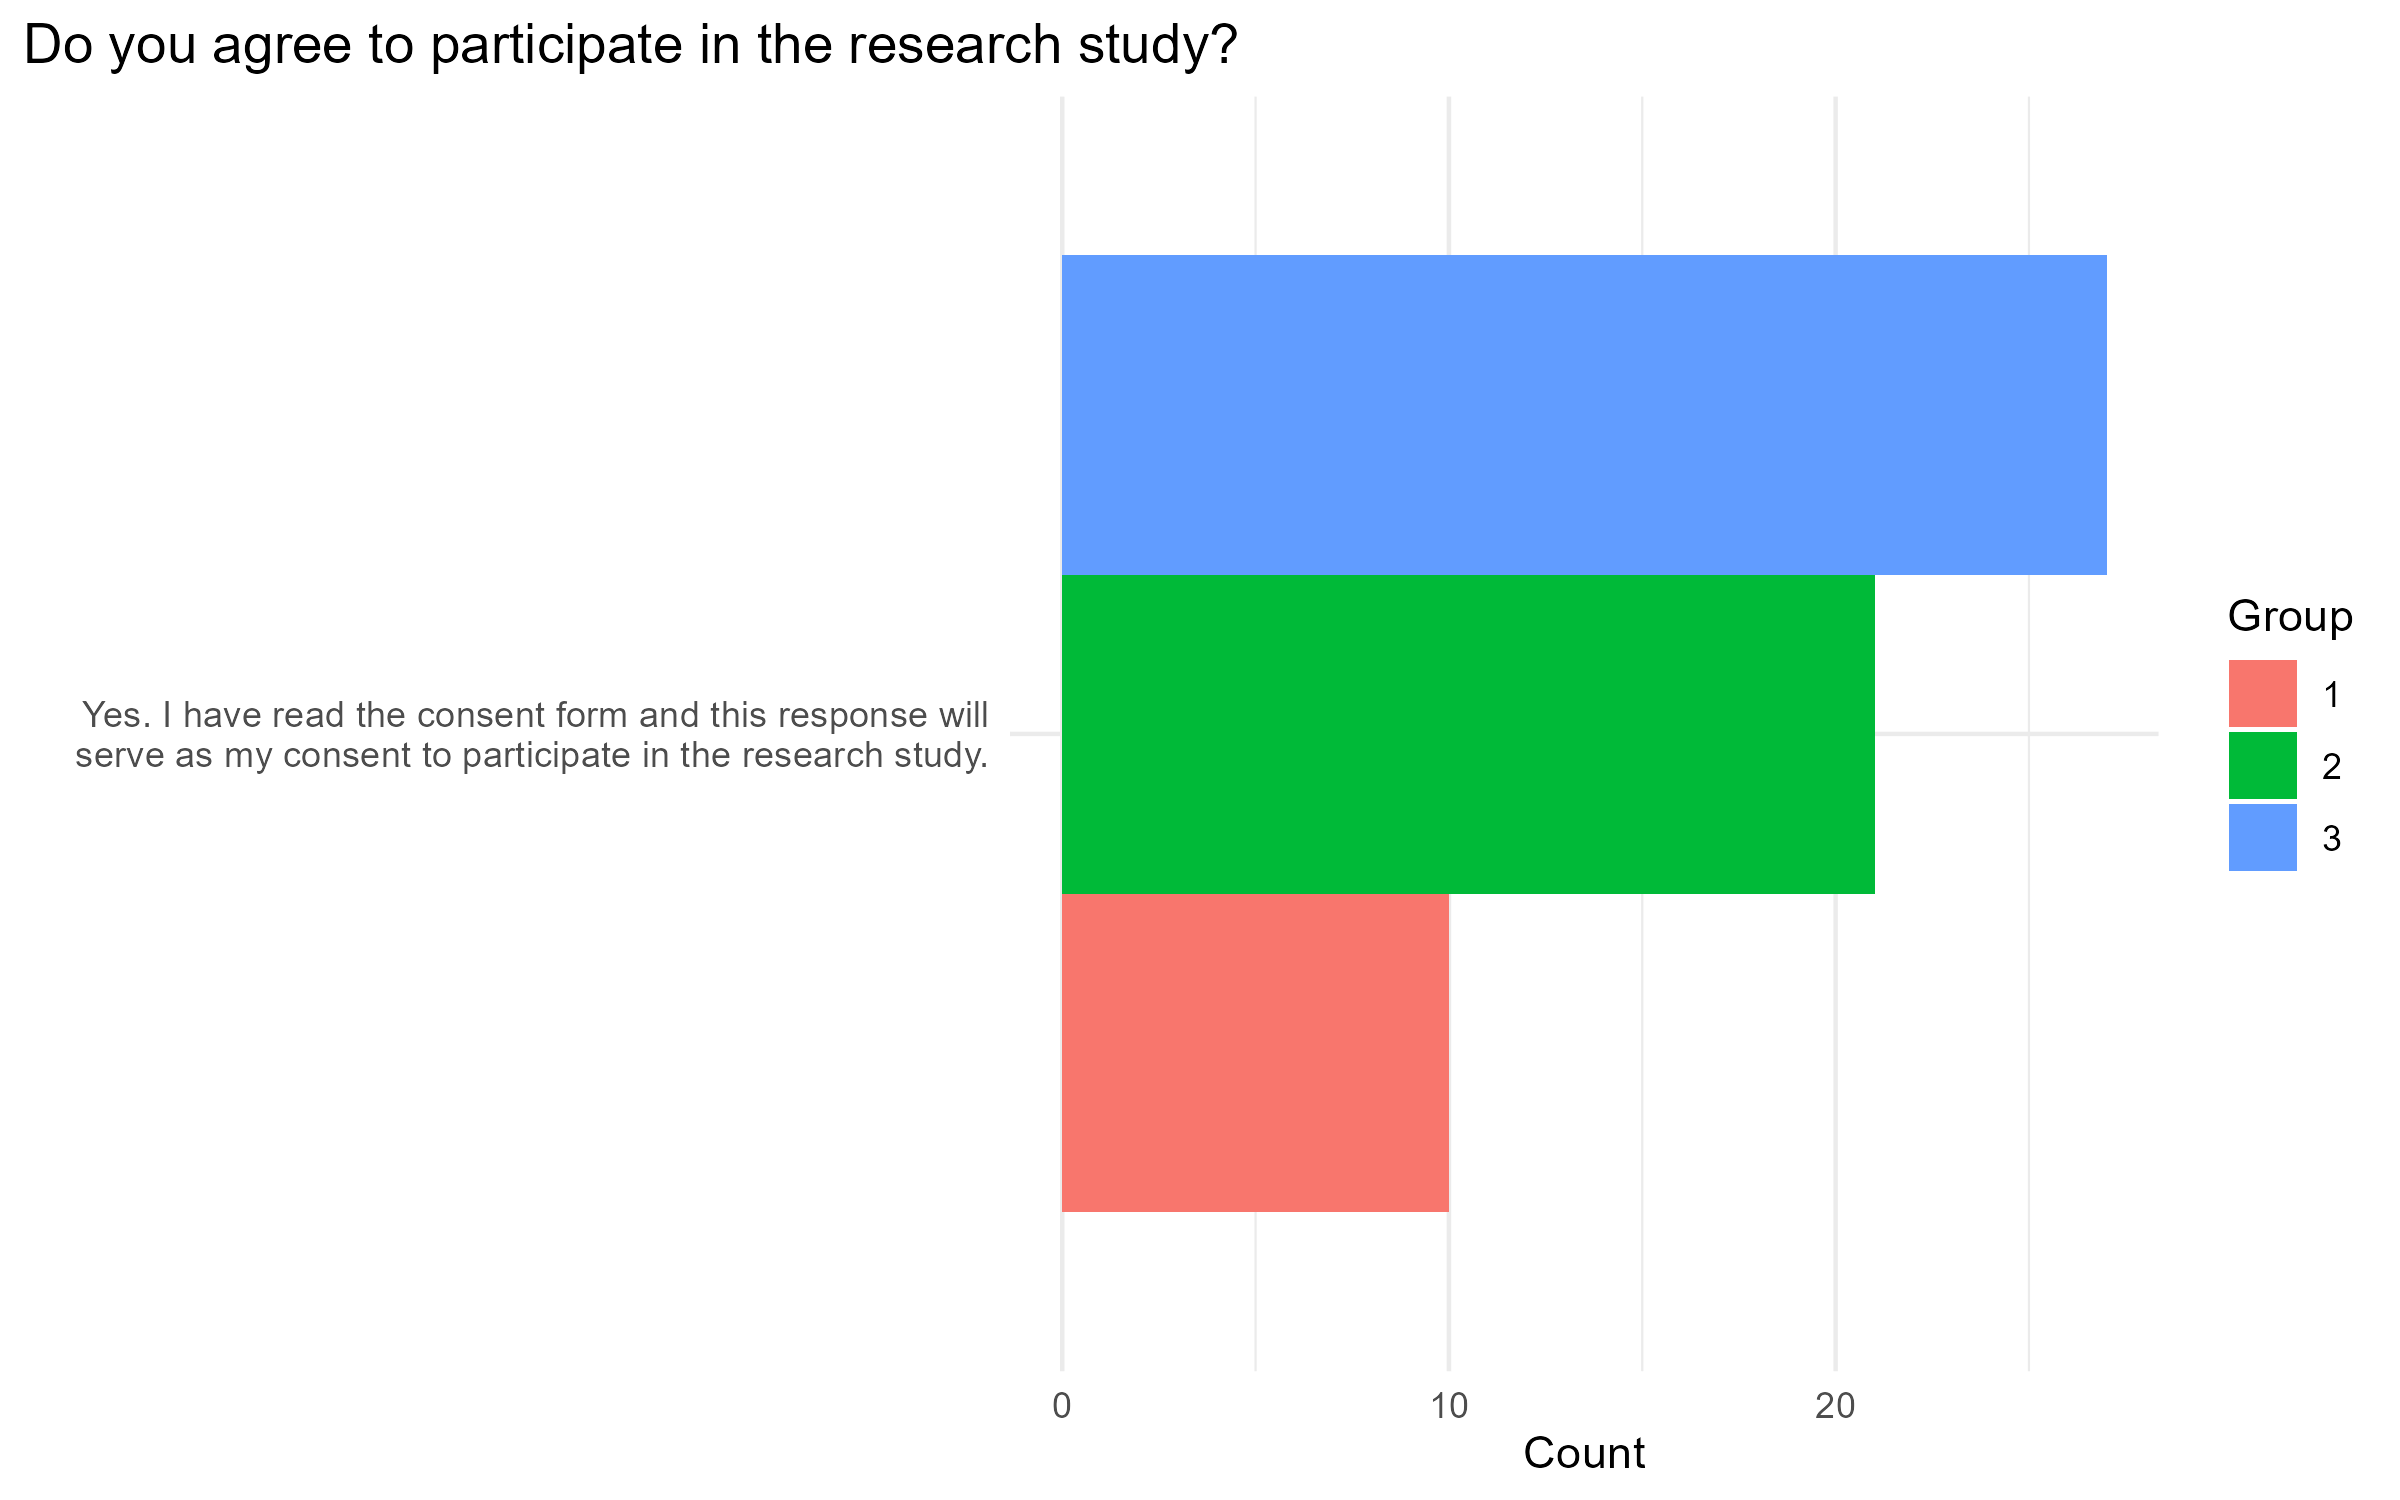 Do you agree to participate in the research study?
Yes. I have read the consent form and this response will
serve as my consent to participate in the research study.
Group
1
2
3
0
10
20
Count